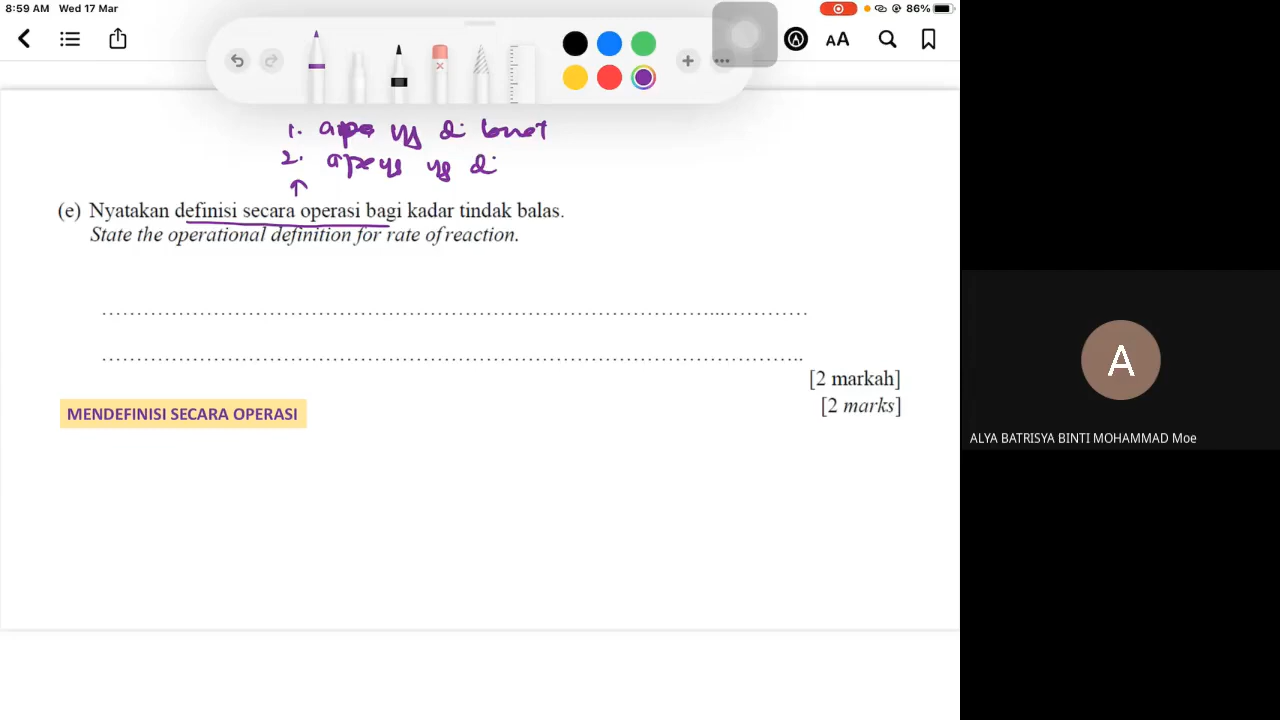 8:59 AM Wed 17 Mar
86%
AA
1. apa yg di buat
2. apa yg yg di
(e) Nyatakan definisi secara operasi bagi kadar tindak balas.
State the operational definition for rate of reaction.
.......................................................................................
.......................................................................................
[2 markah]
[2 marks]
MENDEFINISI SECARA OPERASI
A
ALYA BATRISYA BINTI MOHAMMAD Moe